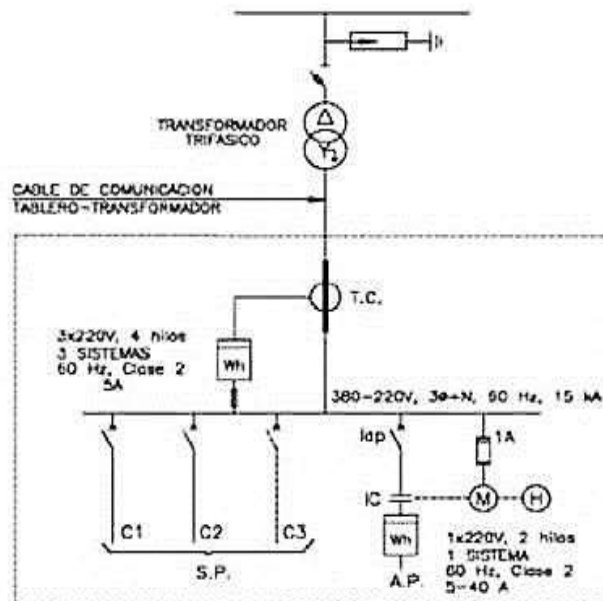 TRANSFORMADOR
TRIFASICO
CABLE DE COMUNICACION
TABLERO-TRANSFORMADOR
T.C.
3x220V, 4 hilos
3 SISTEMAS
60 Hz, Clase 2
5A
Wh
380-220V, 3ø+N, 60 Hz, 15 kA
Iap
1A
IC
M
H
C1
C2
C3
Wh
1x220V, 2 hilos
1 SISTEMA
60 Hz, Clase 2
5-40 A
S.P.
A.P.